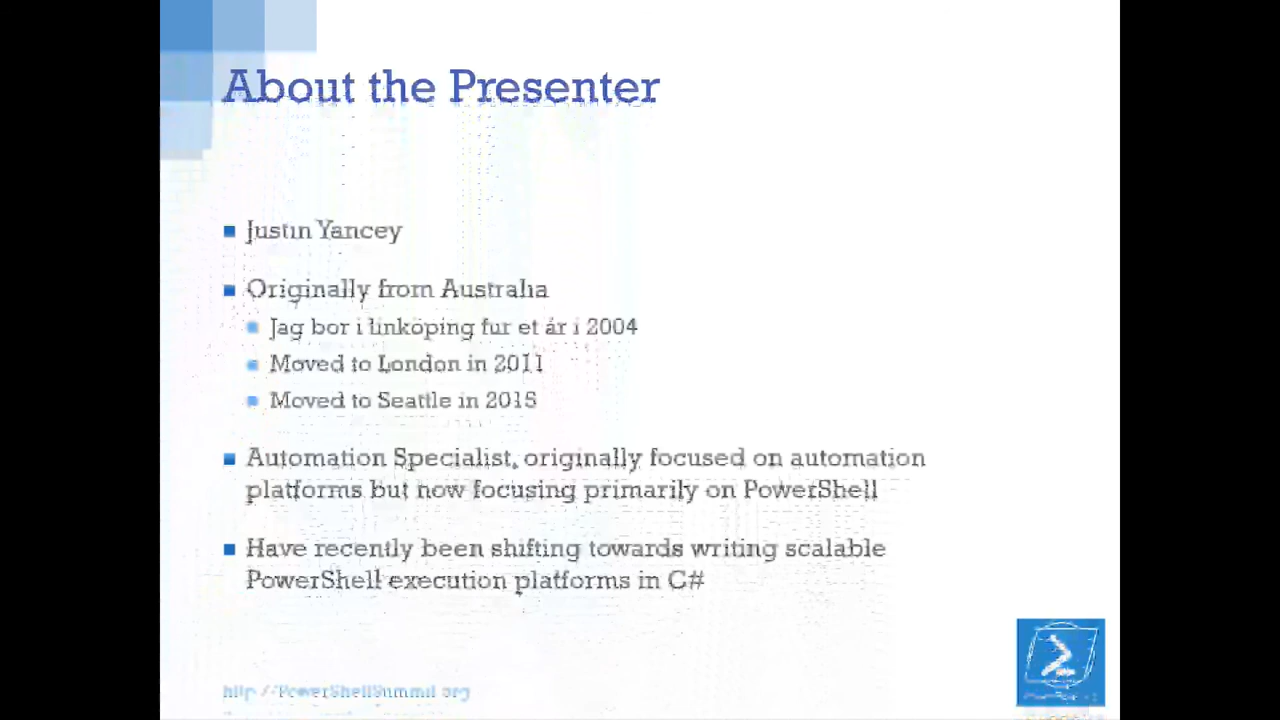 About the Presenter
Justin Yancey
Originally from Australia
Jag bor i linköping fur et år i 2004
Moved to London in 2011
Moved to Seattle in 2015
Automation Specialist, originally focused on automation
platforms but now focusing primarily on PowerShell
Have recently been shifting towards writing scalable
PowerShell execution platforms in C#
http://PowerShellSummit.org